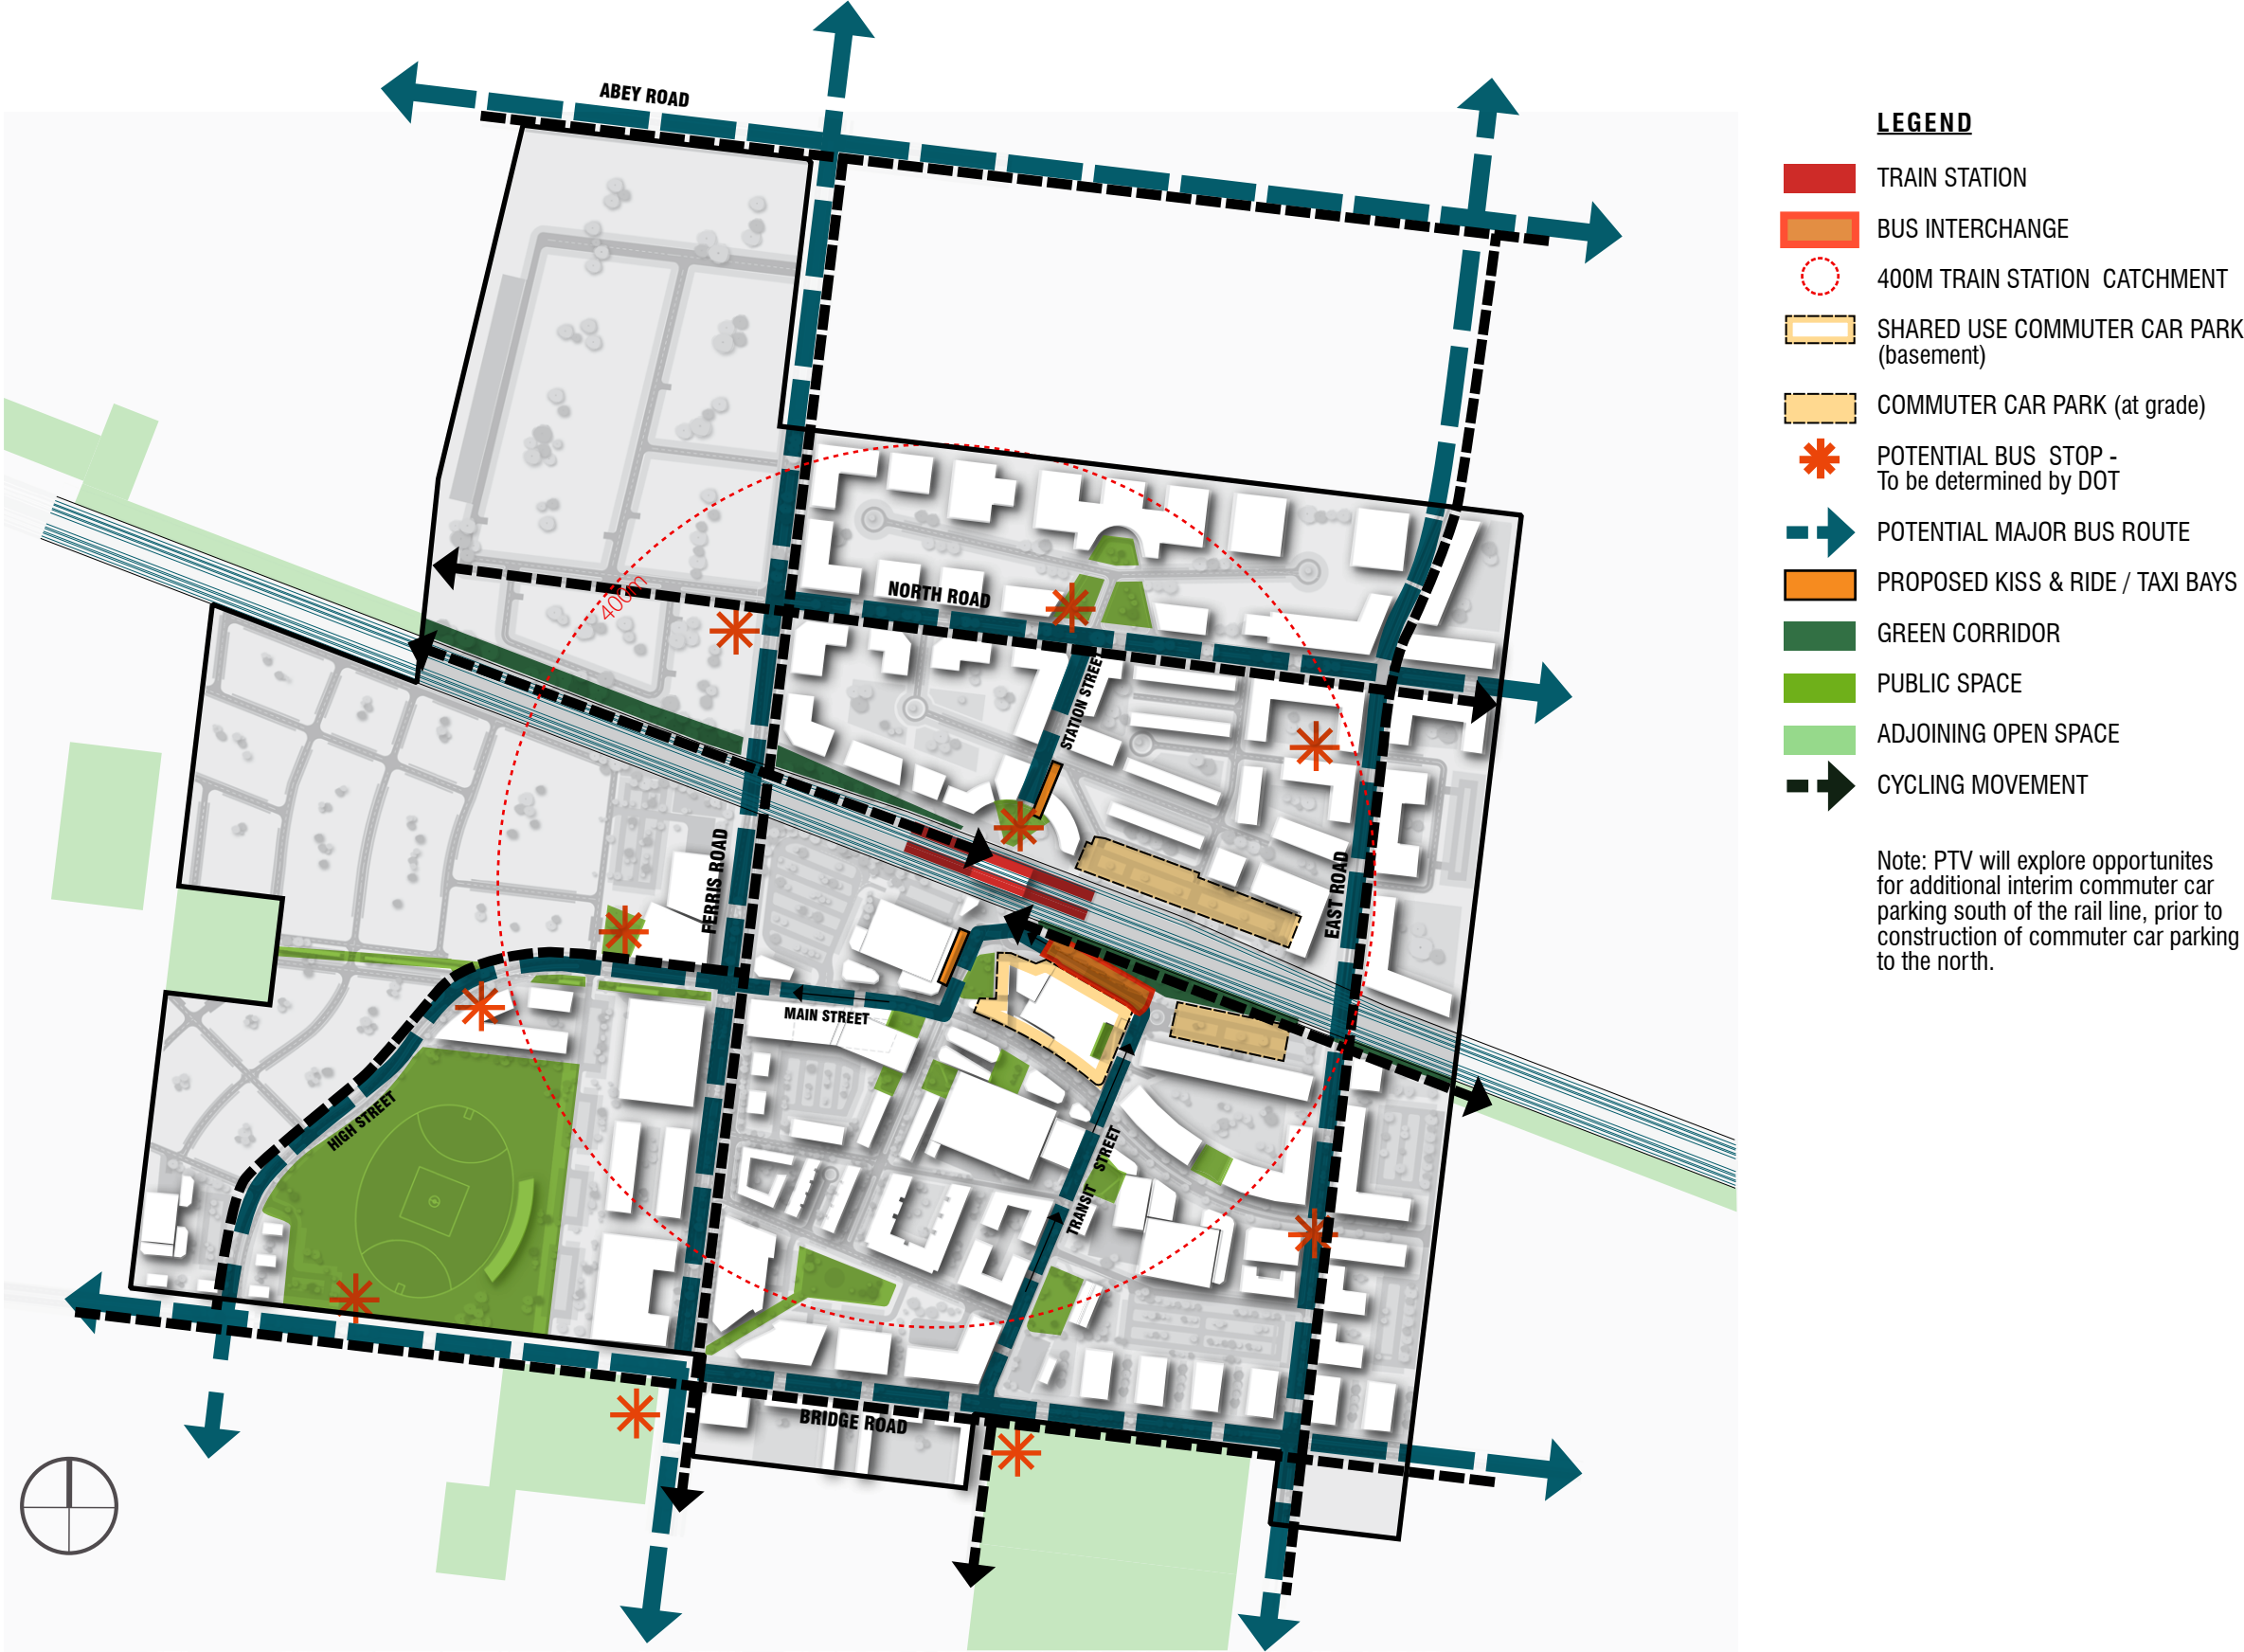 ABEY ROAD
400m
NORTH ROAD
STATION STREET
FERRIS ROAD
EAST ROAD
MAIN STREET
HIGH STREET
TRANSIT STREET
BRIDGE ROAD
LEGEND
TRAIN STATION
BUS INTERCHANGE
400M TRAIN STATION CATCHMENT
SHARED USE COMMUTER CAR PARK
(basement)
COMMUTER CAR PARK (at grade)
POTENTIAL BUS STOP -
To be determined by DOT
POTENTIAL MAJOR BUS ROUTE
PROPOSED KISS & RIDE / TAXI BAYS
GREEN CORRIDOR
PUBLIC SPACE
ADJOINING OPEN SPACE
CYCLING MOVEMENT
Note: PTV will explore opportunites
for additional interim commuter car
parking south of the rail line, prior to
construction of commuter car parking
to the north.